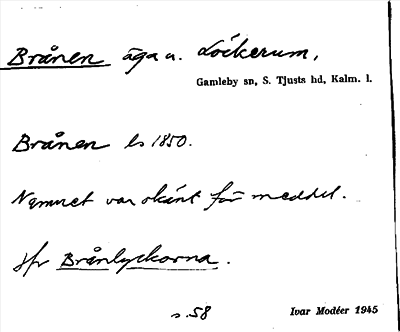 Brånen äga u. Löckerum,
Gamleby sn, S. Tjusts hd, Kalm. l.
Brånen ls 1850.
Namnet var okänt för meddel.
Jfr Brånlyckorna.
s. 58
Ivar Modéer 1945